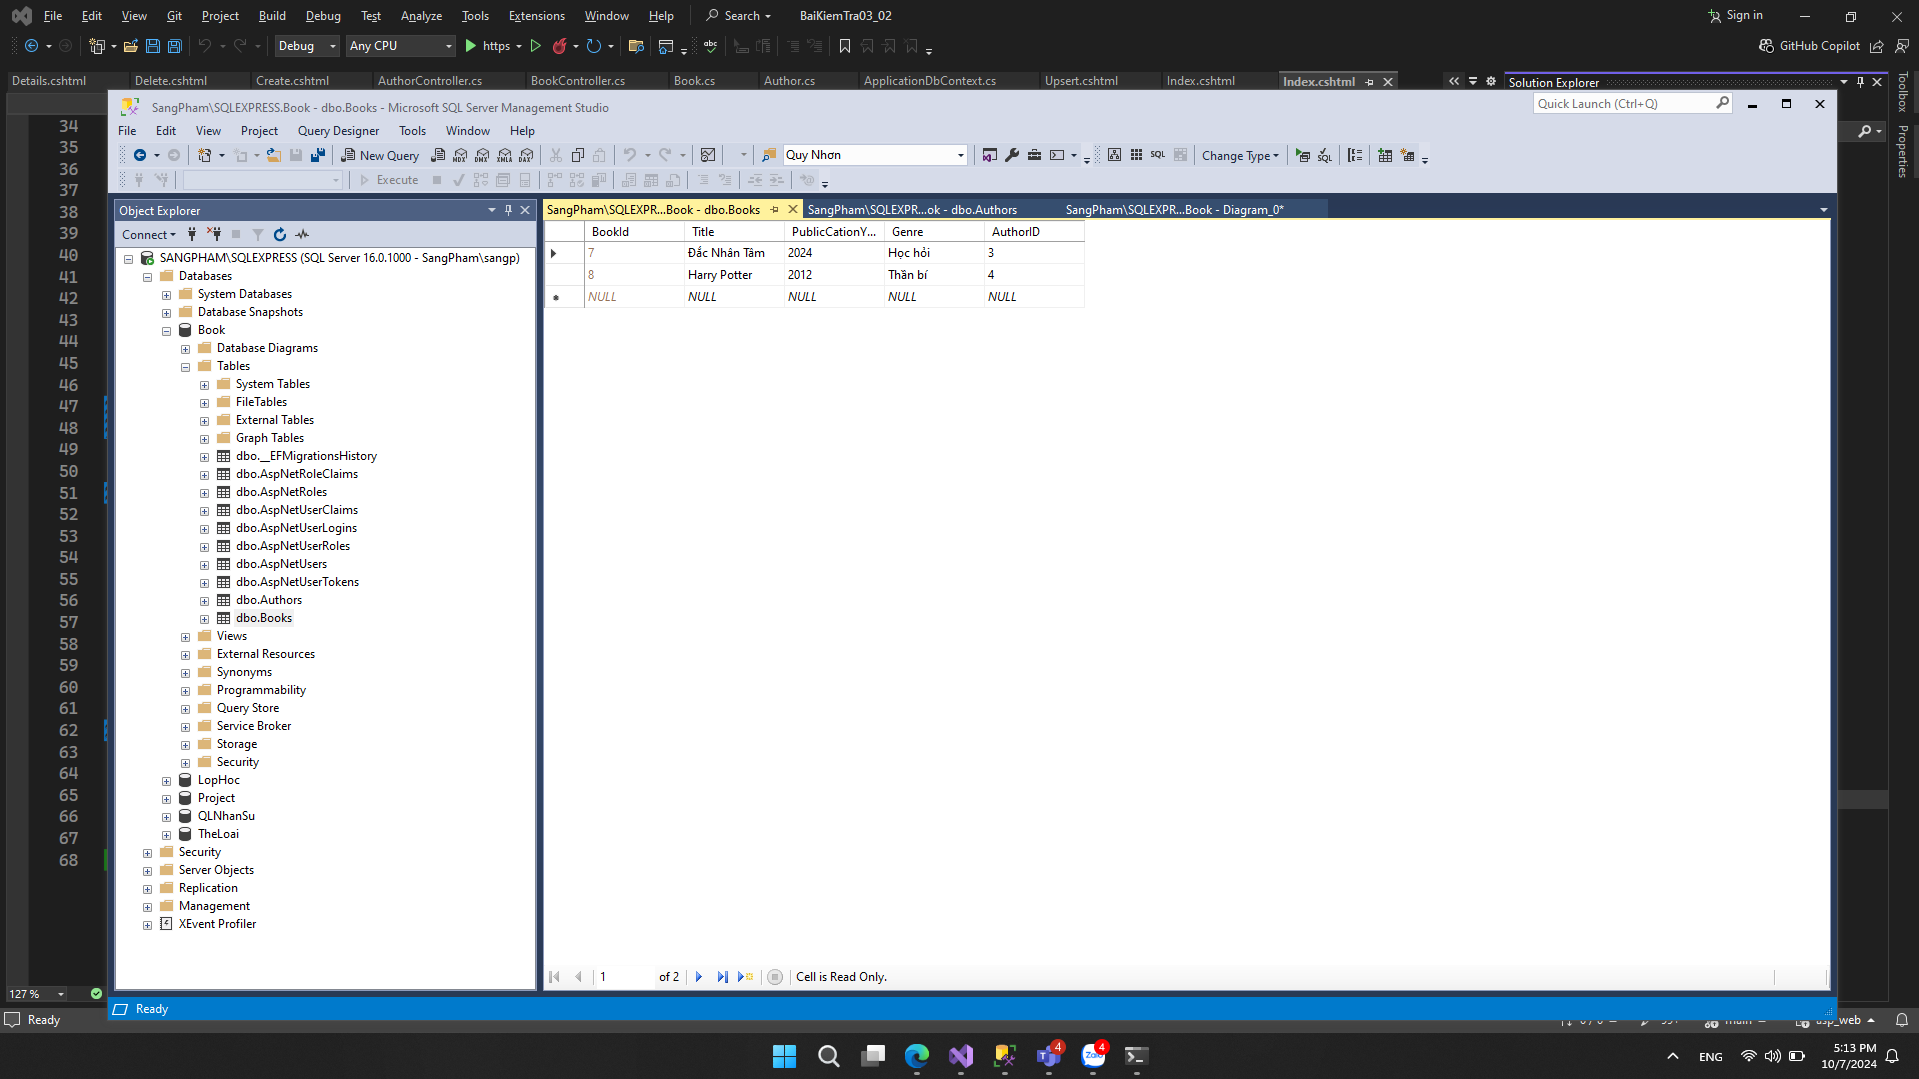 File Edit View Git Project Build Debug Test Analyze Tools Extensions Window Help Search BaiKiemTra03_02 Sign in
Debug Any CPU https GitHub Copilot
Details.cshtml Delete.cshtml Create.cshtml AuthorController.cs BookController.cs Book.cs Author.cs ApplicationDbContext.cs Upsert.cshtml Index.cshtml Index.cshtml Solution Explorer
Toolbox
Properties
SangPham\SQLEXPRESS.Book - dbo.Books - Microsoft SQL Server Management Studio Quick Launch (Ctrl+Q)
File Edit View Project Query Designer Tools Window Help
New Query MDX DMX XMLA DAX Quy Nhơn SQL Change Type
Execute
Object Explorer
Connect
SANGPHAM\SQLEXPRESS (SQL Server 16.0.1000 - SangPham\sangp)
Databases
System Databases
Database Snapshots
Book
Database Diagrams
Tables
System Tables
FileTables
External Tables
Graph Tables
dbo.__EFMigrationsHistory
dbo.AspNetRoleClaims
dbo.AspNetRoles
dbo.AspNetUserClaims
dbo.AspNetUserLogins
dbo.AspNetUserRoles
dbo.AspNetUsers
dbo.AspNetUserTokens
dbo.Authors
dbo.Books
Views
External Resources
Synonyms
Programmability
Query Store
Service Broker
Storage
Security
LopHoc
Project
QLNhanSu
TheLoai
Security
Server Objects
Replication
Management
XEvent Profiler
SangPham\SQLEXPR...Book - dbo.Books SangPham\SQLEXPR...ok - dbo.Authors SangPham\SQLEXPR...Book - Diagram_0*
BookId Title PublicCationY... Genre AuthorID
7 Đắc Nhân Tâm 2024 Học hỏi 3
8 Harry Potter 2012 Thần bí 4
NULL NULL NULL NULL NULL
1 of 2 Cell is Read Only.
Ready
34
35
36
37
38
39
40
41
42
43
44
45
46
47
48
49
50
51
52
53
54
55
56
57
58
59
60
61
62
63
64
65
66
67
68
127 %
Ready main asp_web
4 Zalo 4 ENG 5:13 PM
10/7/2024